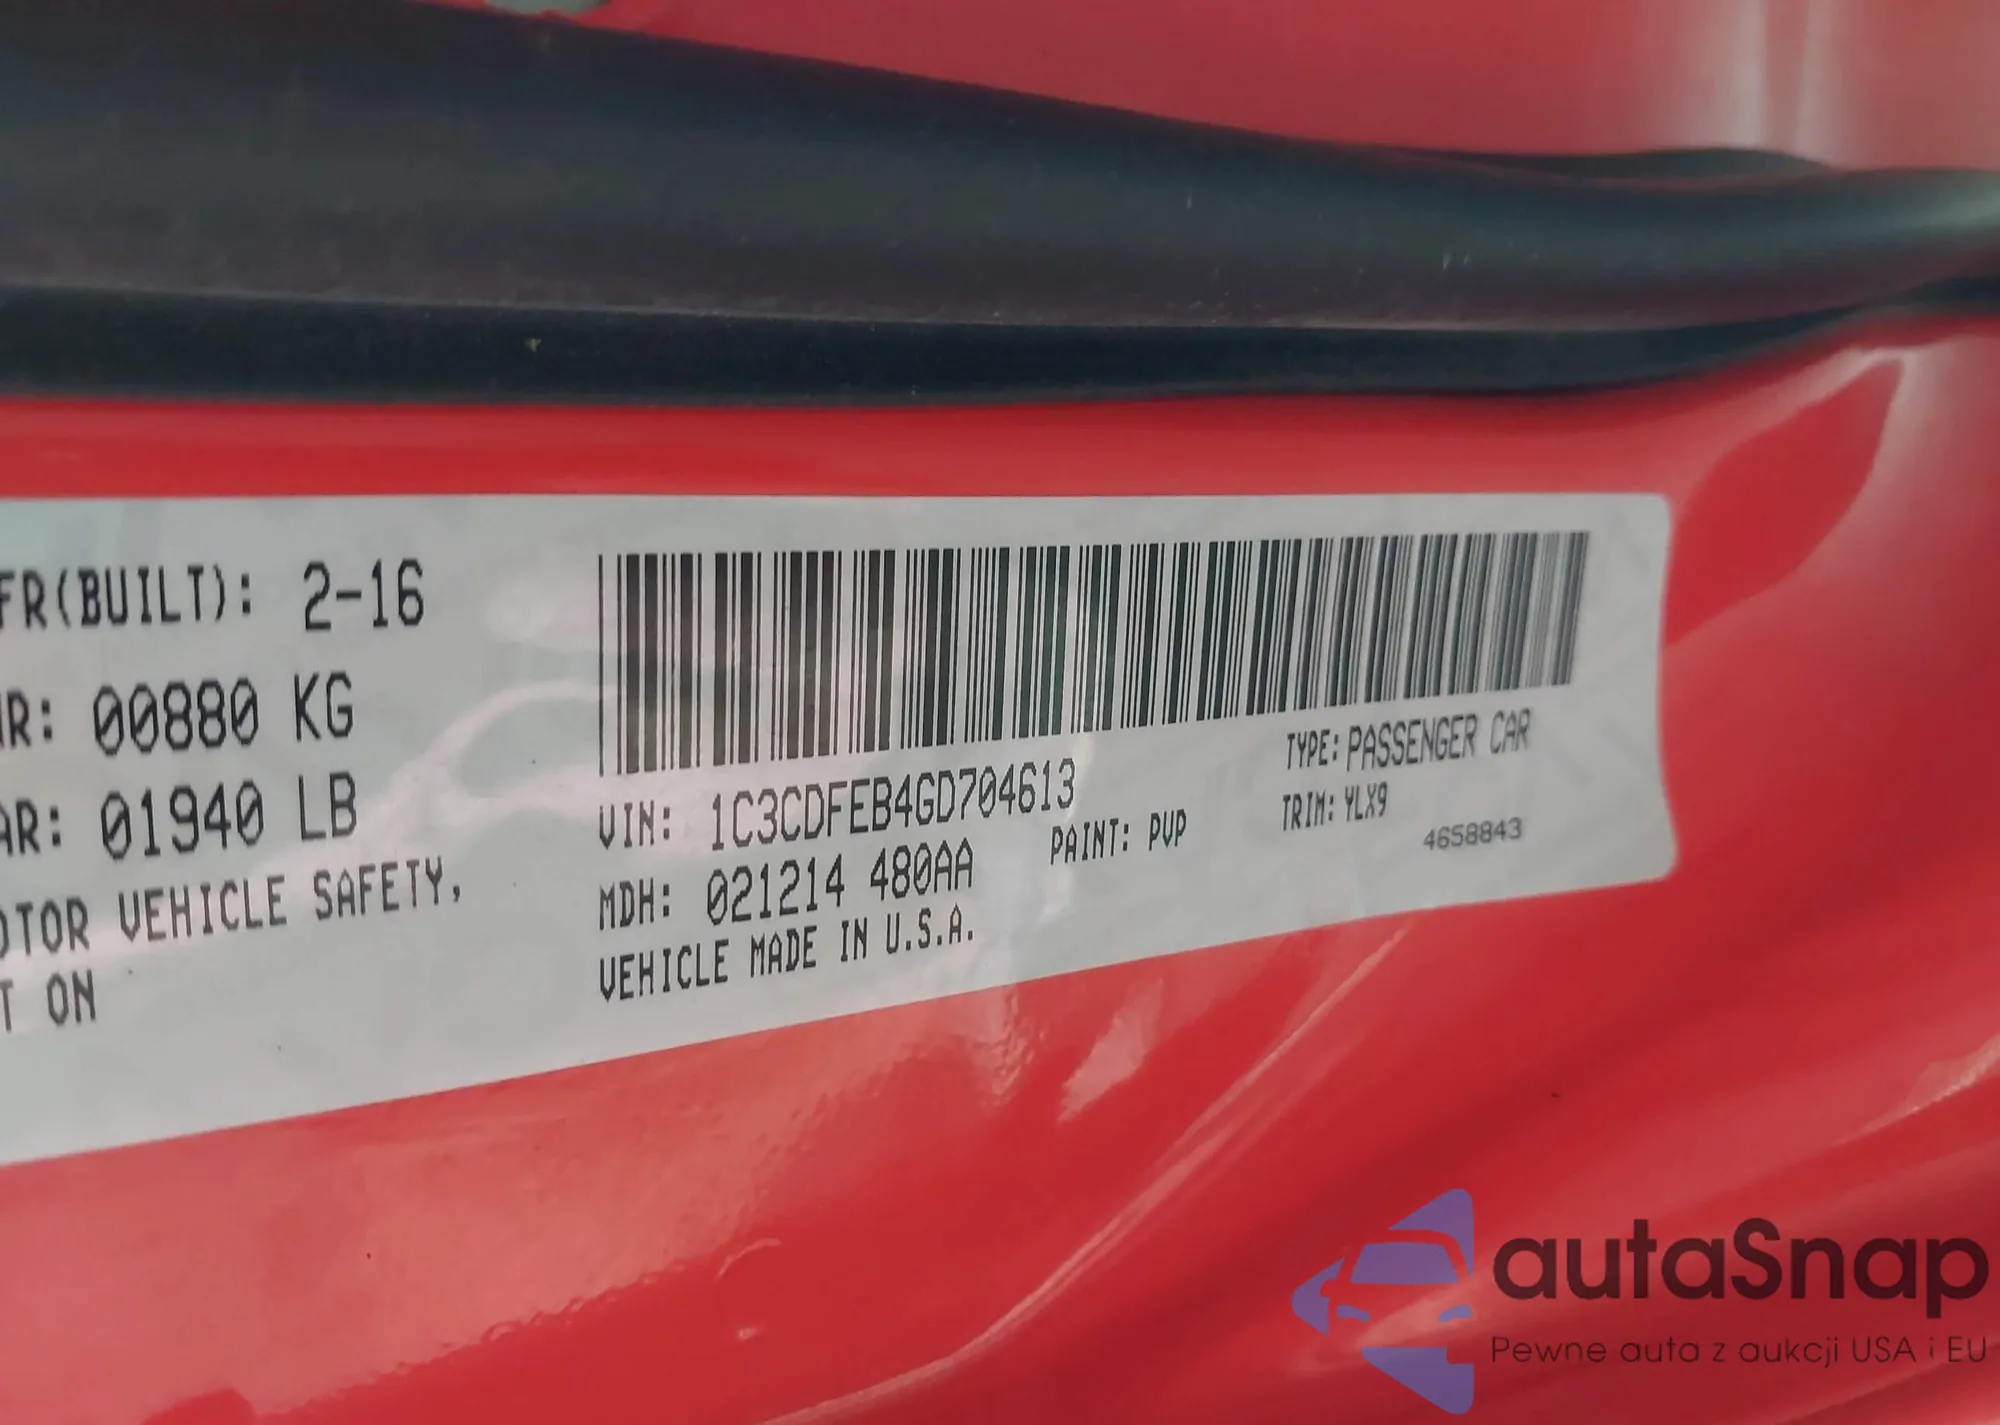 FR(BUILT): 2-16
R: 00880 KG
AR: 01940 LB
OTOR VEHICLE SAFETY,
T ON
VIN: 1C3CDFEB4GD704613
MDH: 021214 480AA
PAINT: PVP
VEHICLE MADE IN U.S.A.
TYPE: PASSENGER CAR
TRIM: YLX9
4658843
autaSnap
Pewne auta z aukcji USA i EU